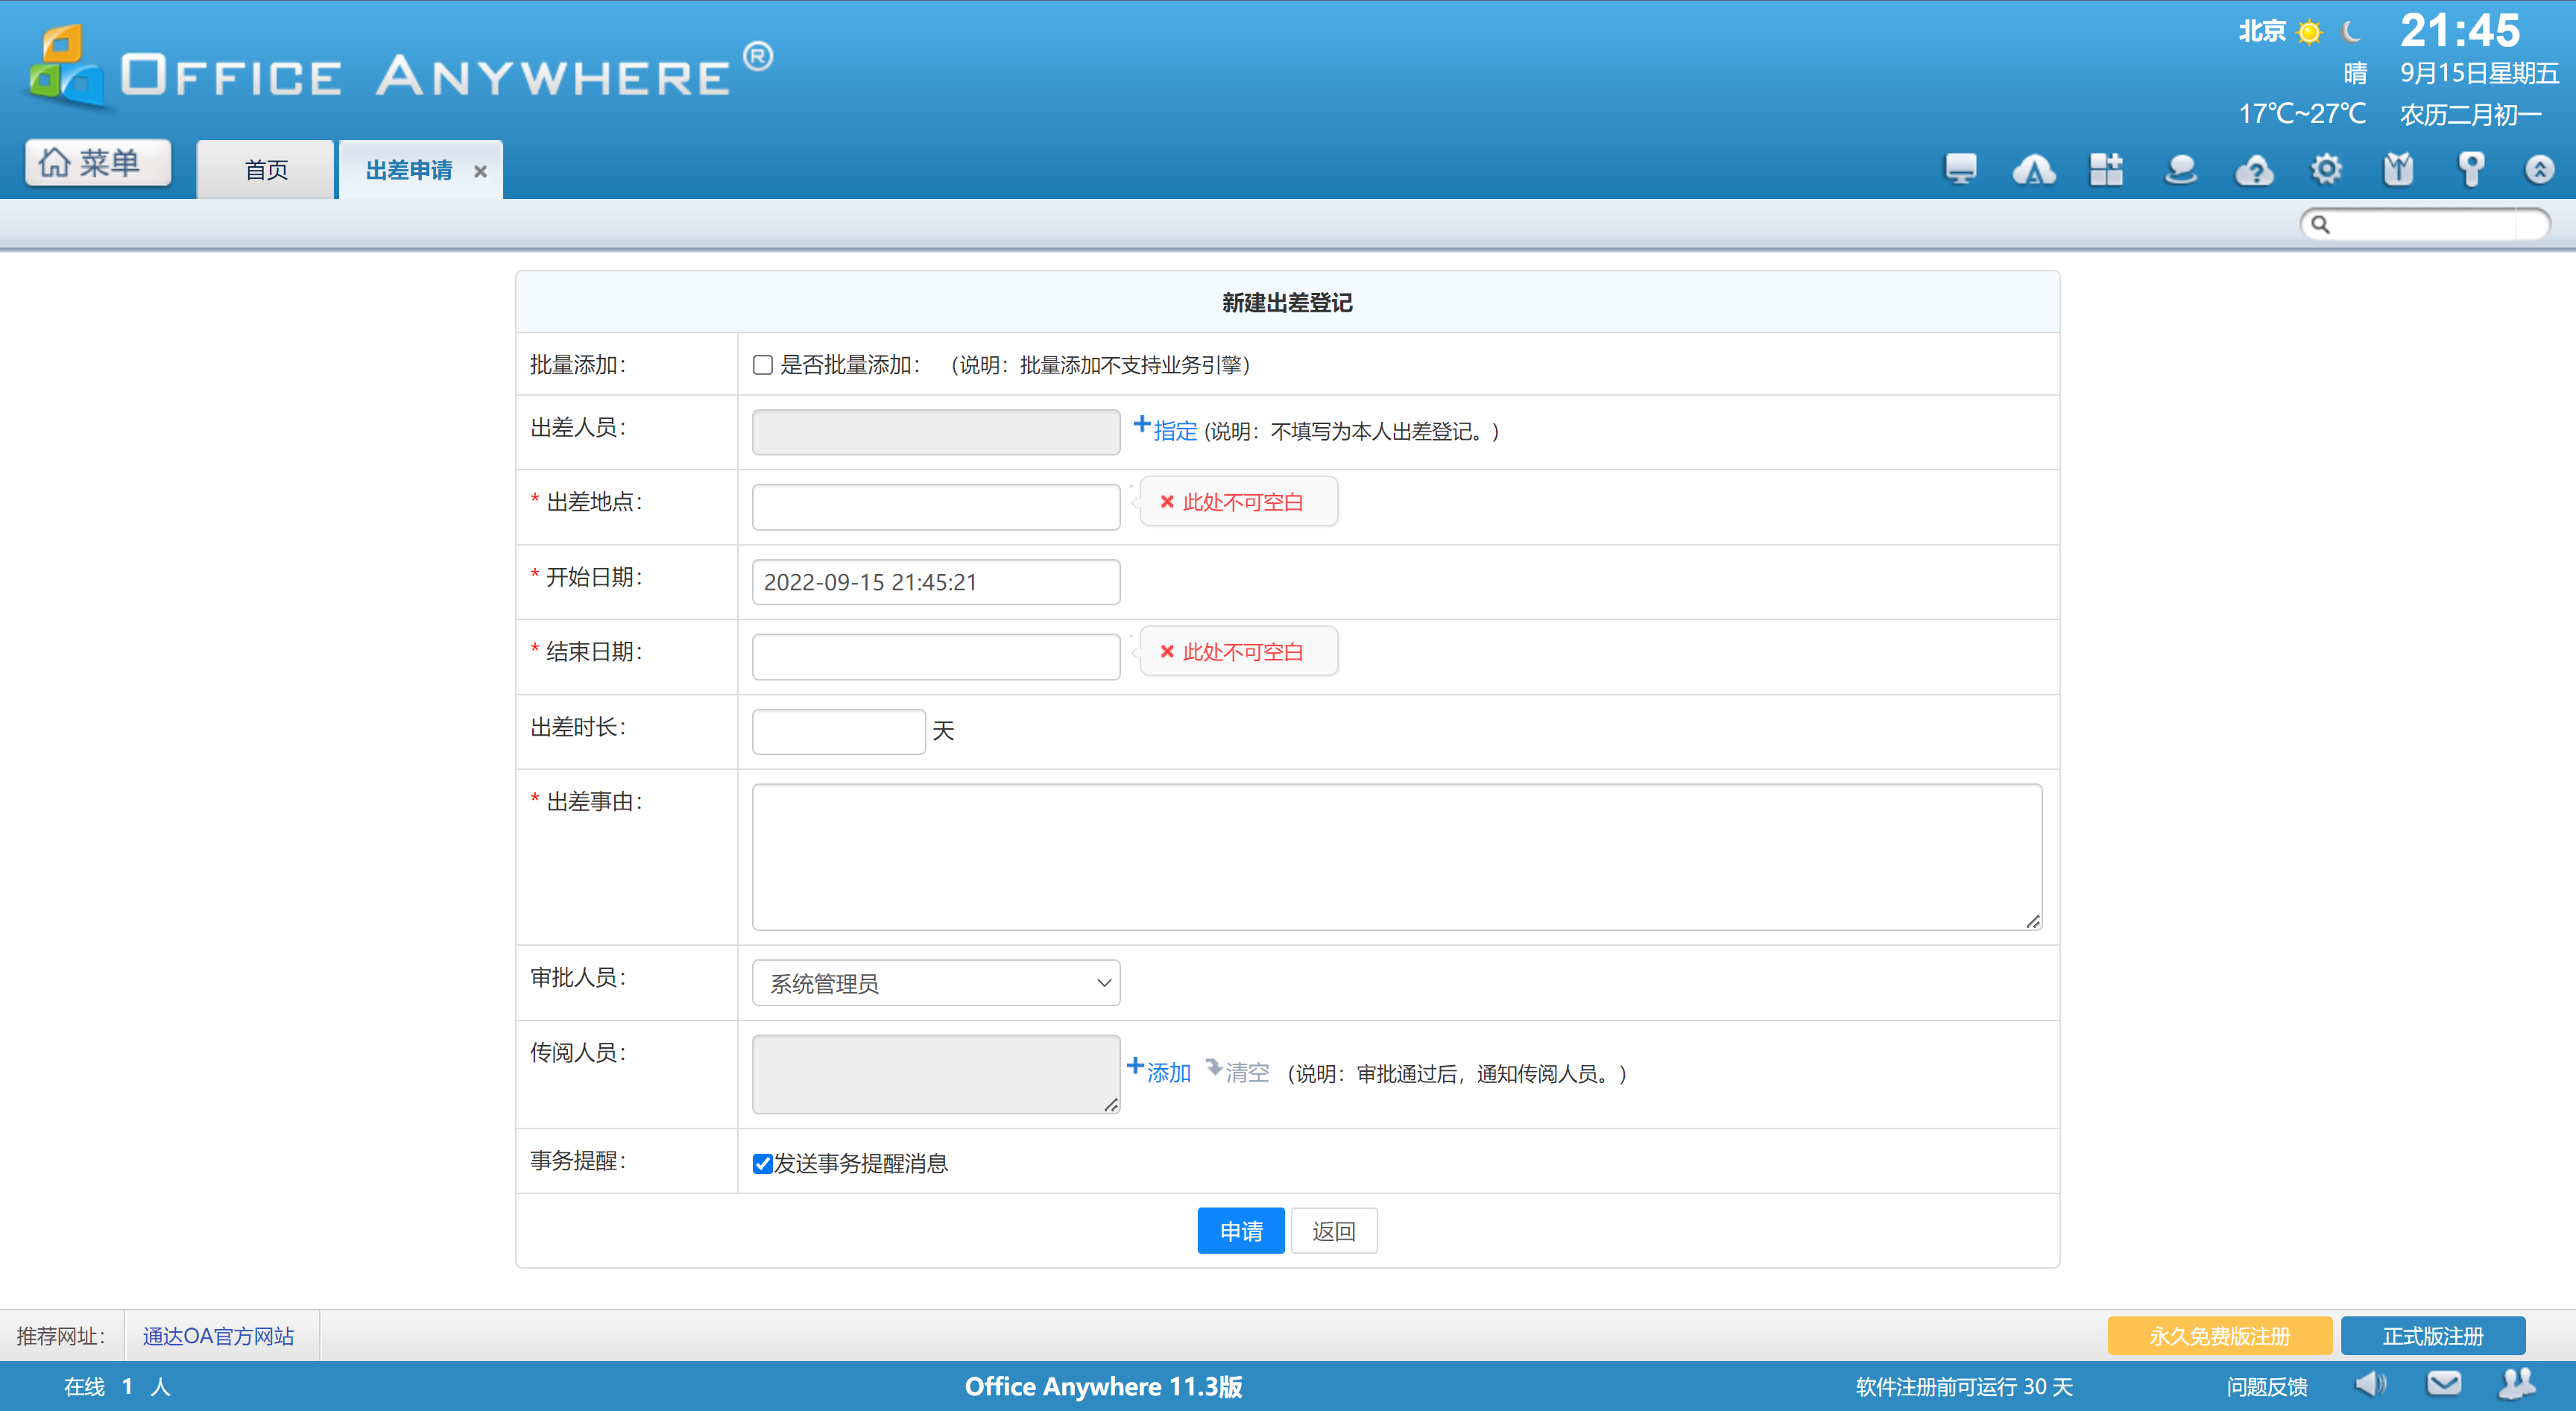 OFFICE ANYWHERE®
北京 21:45
晴 9月15日星期五
17℃~27℃ 农历二月初一
菜单 首页 出差申请
新建出差登记
批量添加： 是否批量添加： （说明：批量添加不支持业务引擎）
出差人员： 指定 (说明：不填写为本人出差登记。)
* 出差地点： 此处不可空白
* 开始日期： 2022-09-15 21:45:21
* 结束日期： 此处不可空白
出差时长： 天
* 出差事由：
审批人员： 系统管理员
传阅人员： 添加 清空 （说明：审批通过后，通知传阅人员。）
事务提醒： 发送事务提醒消息
申请 返回
推荐网址： 通达OA官方网站 永久免费版注册 正式版注册
在线 1 人 Office Anywhere 11.3版 软件注册前可运行 30 天 问题反馈